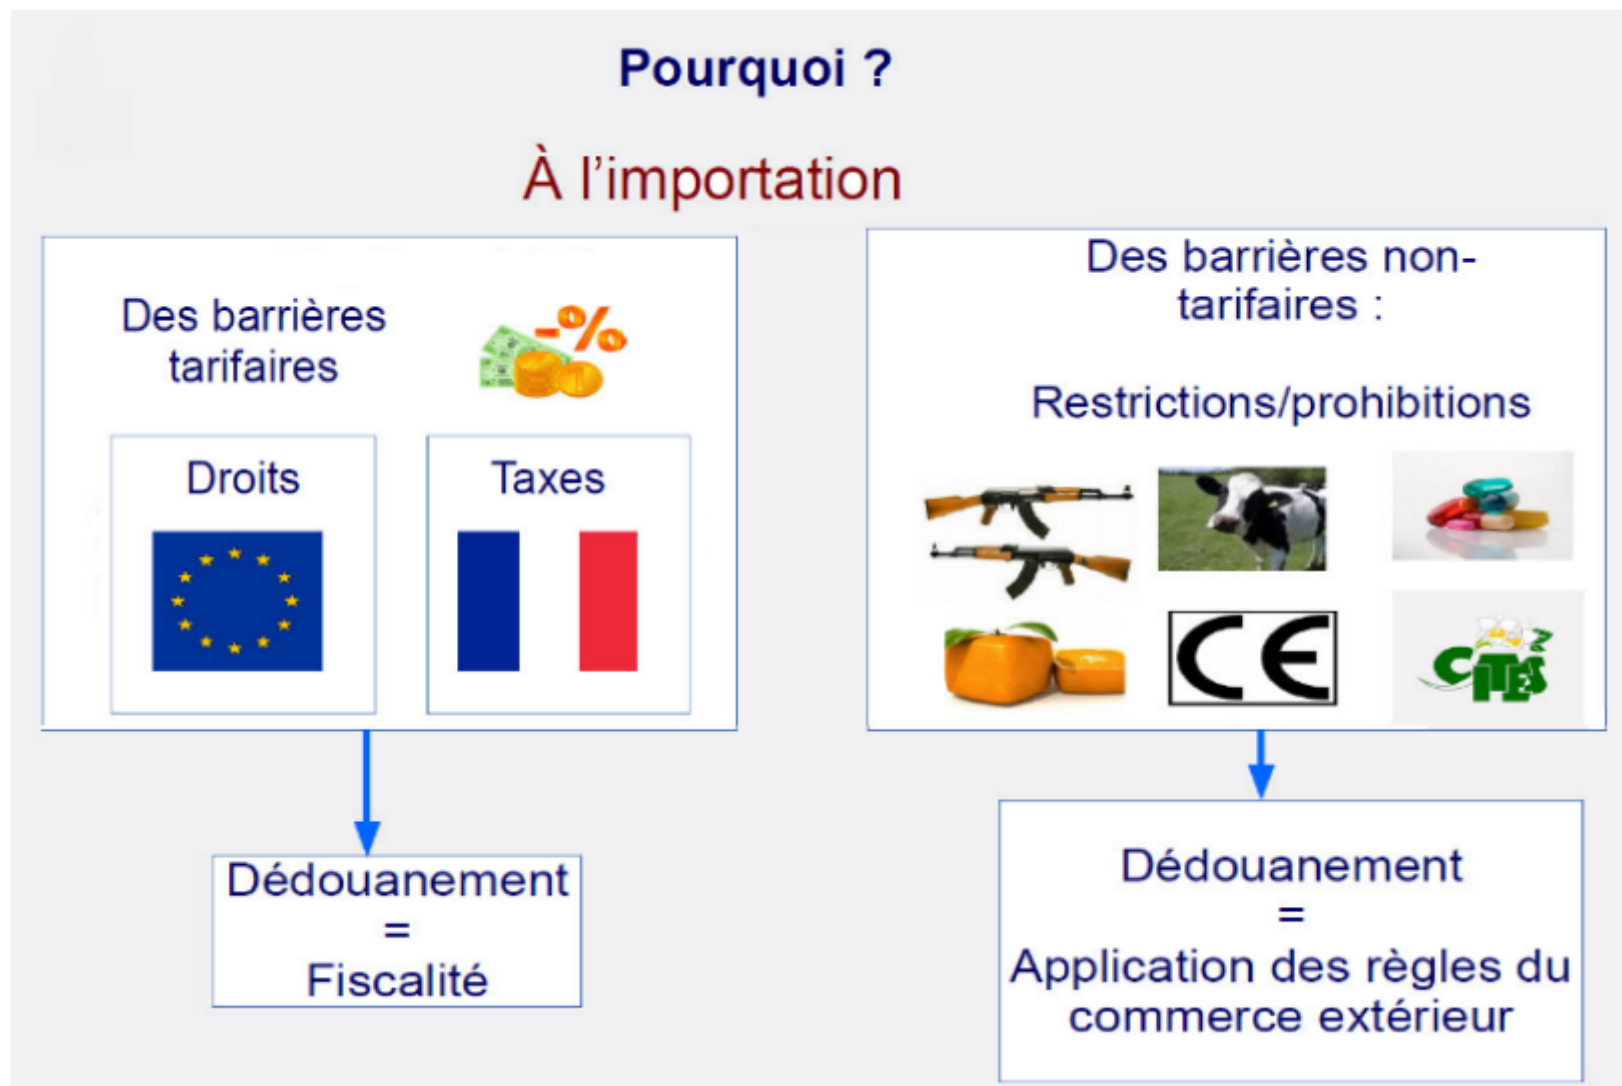 Pourquoi ?
À l’importation
Des barrières
tarifaires
-%
Droits
Taxes
Dédouanement
=
Fiscalité
Des barrières non-
tarifaires :
Restrictions/prohibitions
CE
CITES
Dédouanement
=
Application des règles du
commerce extérieur